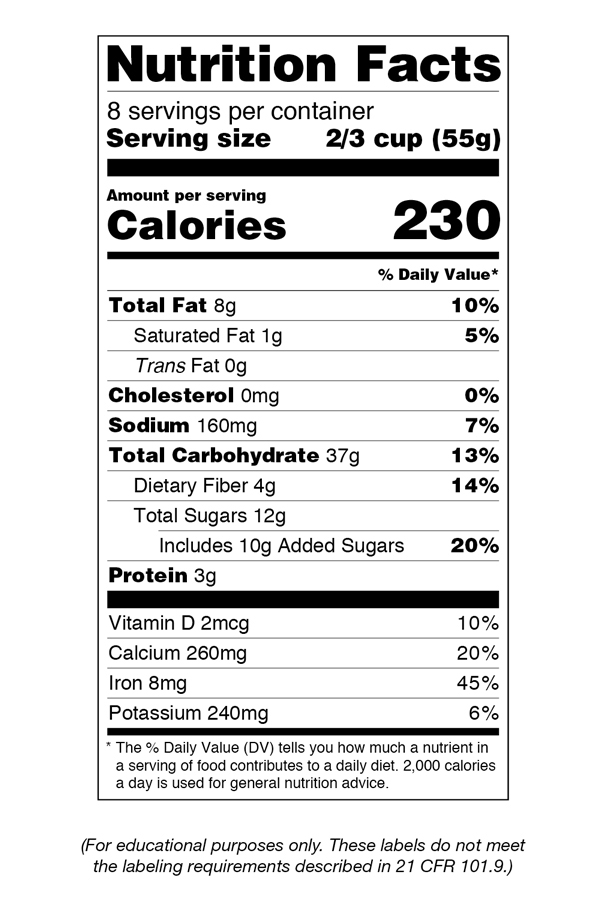 Nutrition Facts
8 servings per container
Serving size 2/3 cup (55g)
Amount per serving
Calories 230
% Daily Value*
Total Fat 8g 10%
Saturated Fat 1g 5%
Trans Fat 0g
Cholesterol 0mg 0%
Sodium 160mg 7%
Total Carbohydrate 37g 13%
Dietary Fiber 4g 14%
Total Sugars 12g
Includes 10g Added Sugars 20%
Protein 3g
Vitamin D 2mcg 10%
Calcium 260mg 20%
Iron 8mg 45%
Potassium 240mg 6%
* The % Daily Value (DV) tells you how much a nutrient in
a serving of food contributes to a daily diet. 2,000 calories
a day is used for general nutrition advice.
(For educational purposes only. These labels do not meet
the labeling requirements described in 21 CFR 101.9.)